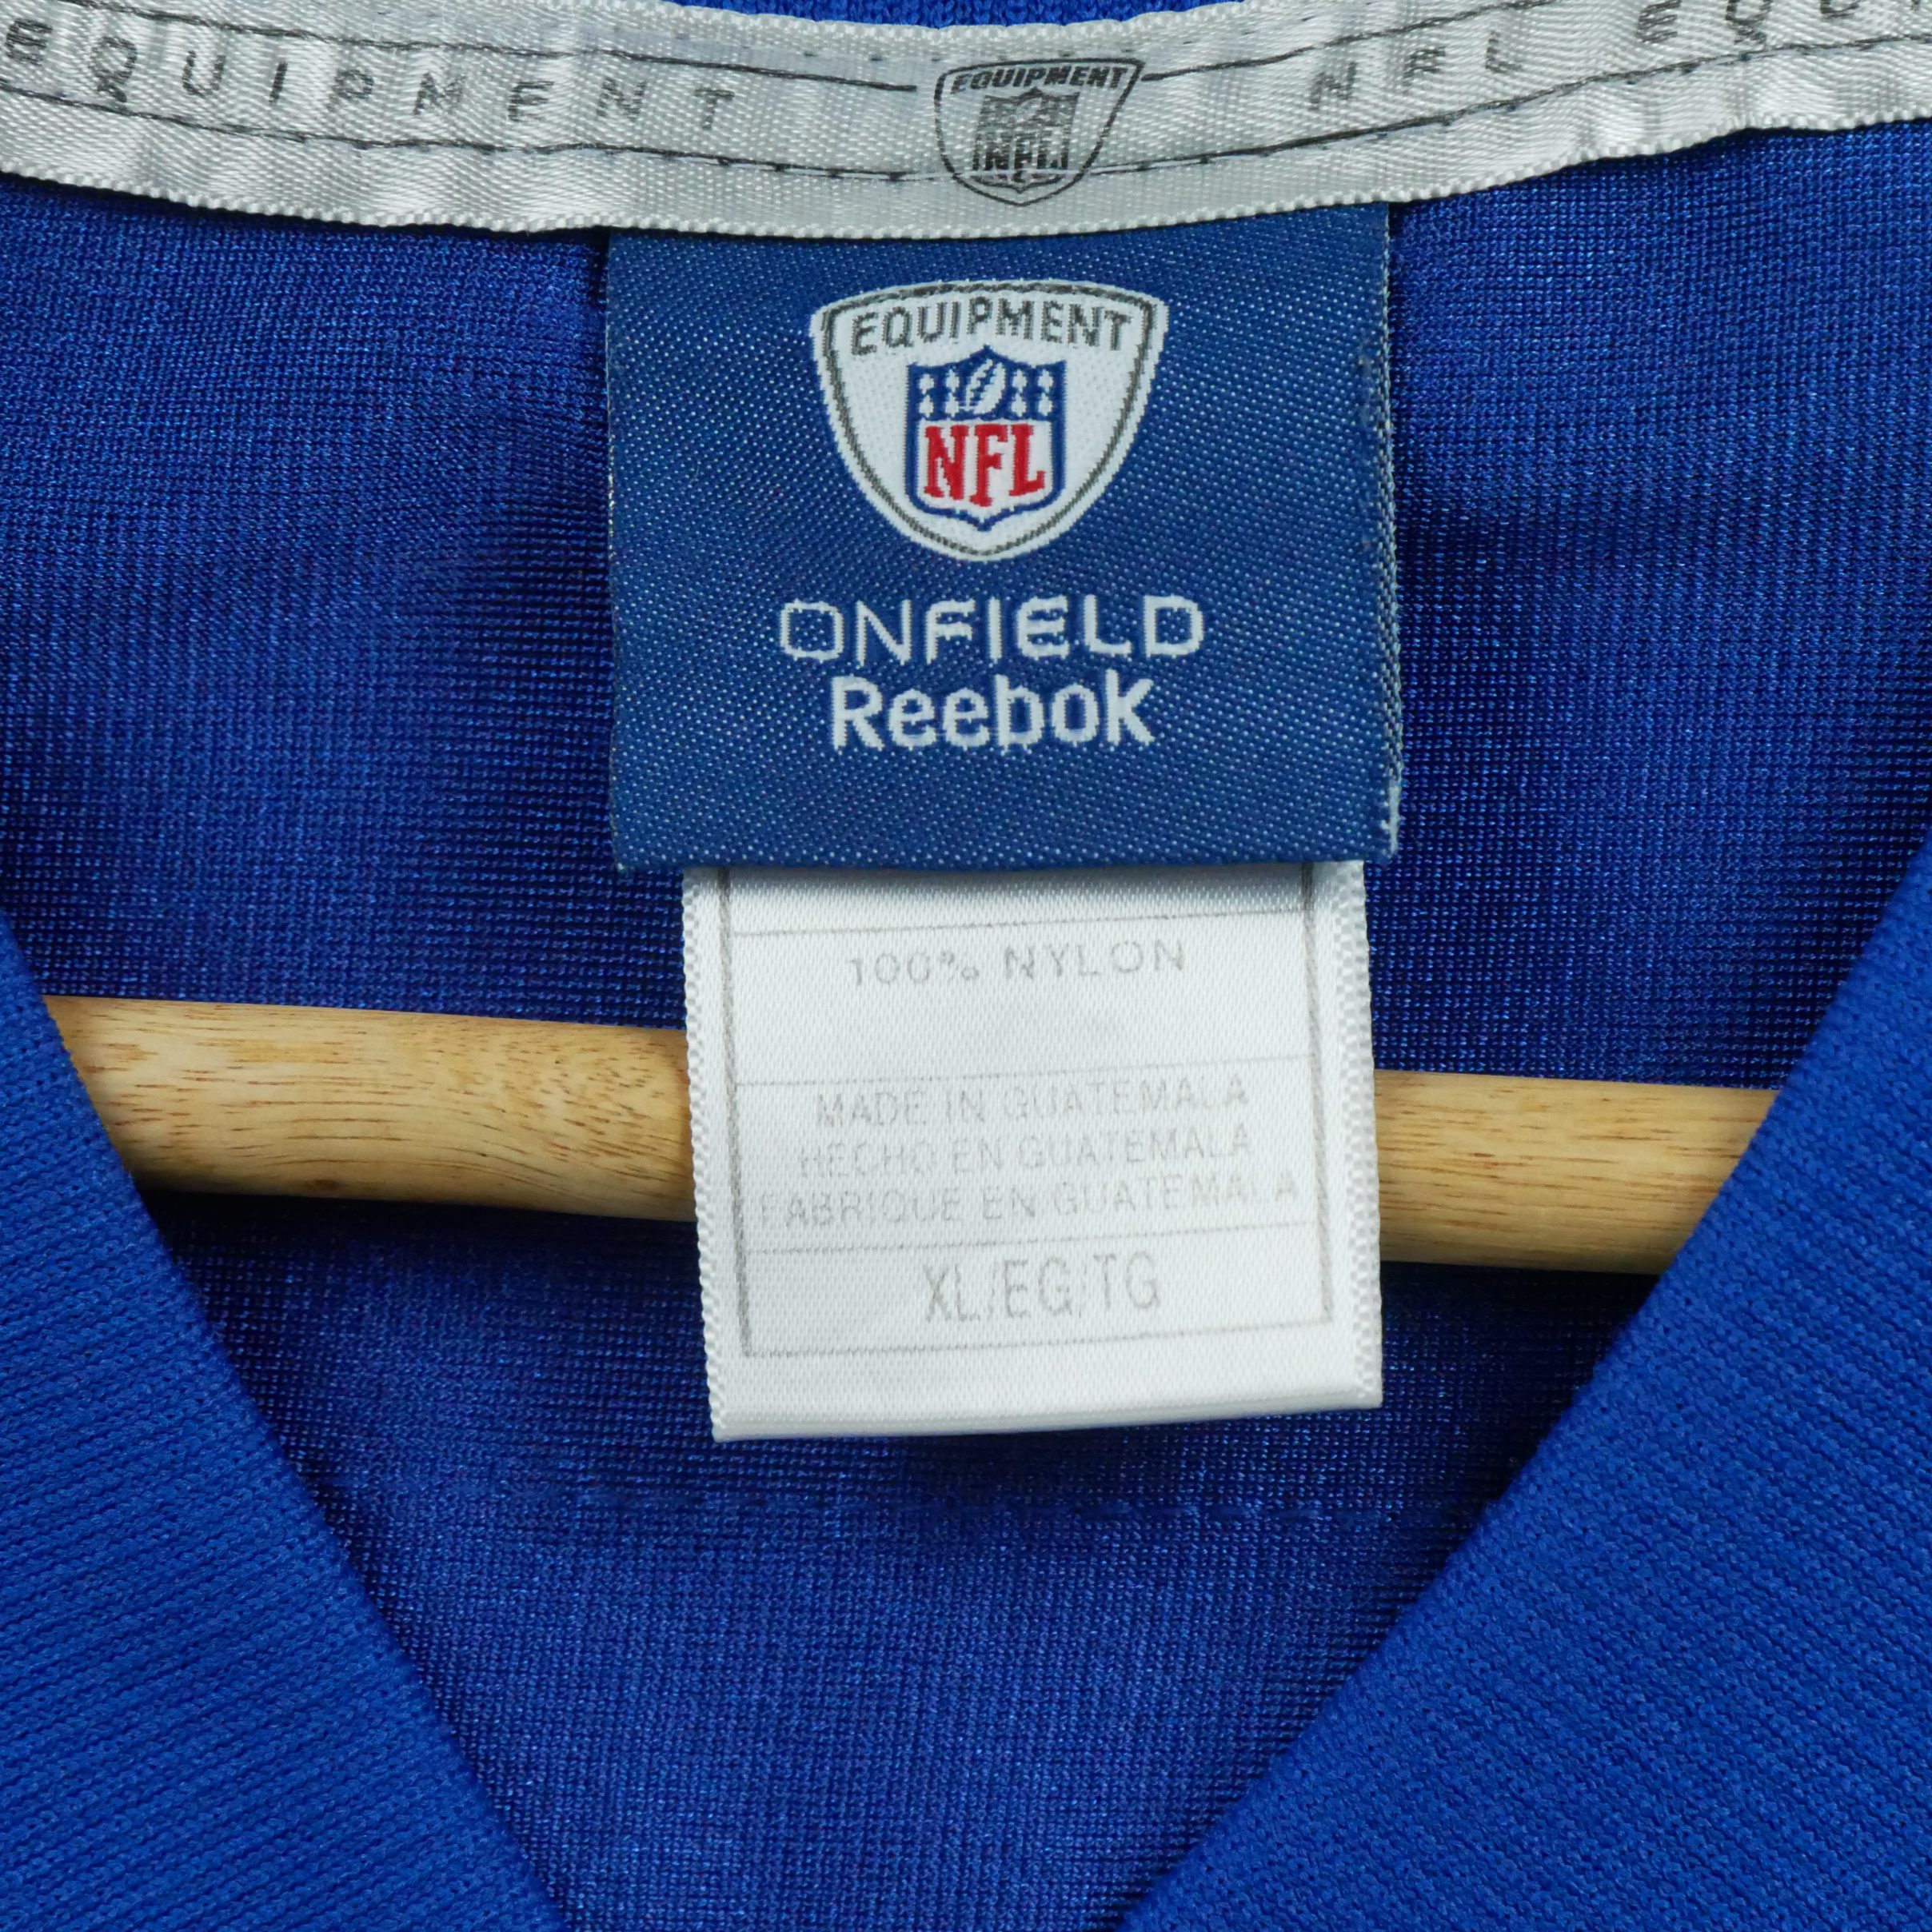 EQUIPMENT
EQUIPMENT
NFL
NFL
EQUIPMENT
NFL
ONFIELD
Reebok
100% NYLON
MADE IN GUATEMALA
HECHO EN GUATEMALA
FABRIQUE EN GUATEMALA
XL/EG/TG